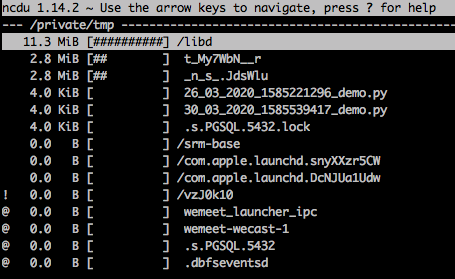 ncdu 1.14.2 ~ Use the arrow keys to navigate, press ? for help
--- /private/tmp ------------------------------------------------
11.3 MiB [##########] /libd
2.8 MiB [##        ]  t_My7WbN__r
2.8 MiB [##        ]  _n_s_.JdsWlu
4.0 KiB [          ]  26_03_2020_1585221296_demo.py
4.0 KiB [          ]  30_03_2020_1585539417_demo.py
4.0 KiB [          ]  .s.PGSQL.5432.lock
0.0   B [          ] /srm-base
0.0   B [          ] /com.apple.launchd.snyXXzr5CW
0.0   B [          ] /com.apple.launchd.DcNJUa1Udw
!   0.0   B [          ] /vzJ0k10
@   0.0   B [          ]  wemeet_launcher_ipc
@   0.0   B [          ]  wemeet-wecast-1
@   0.0   B [          ]  .s.PGSQL.5432
@   0.0   B [          ]  .dbfseventsd